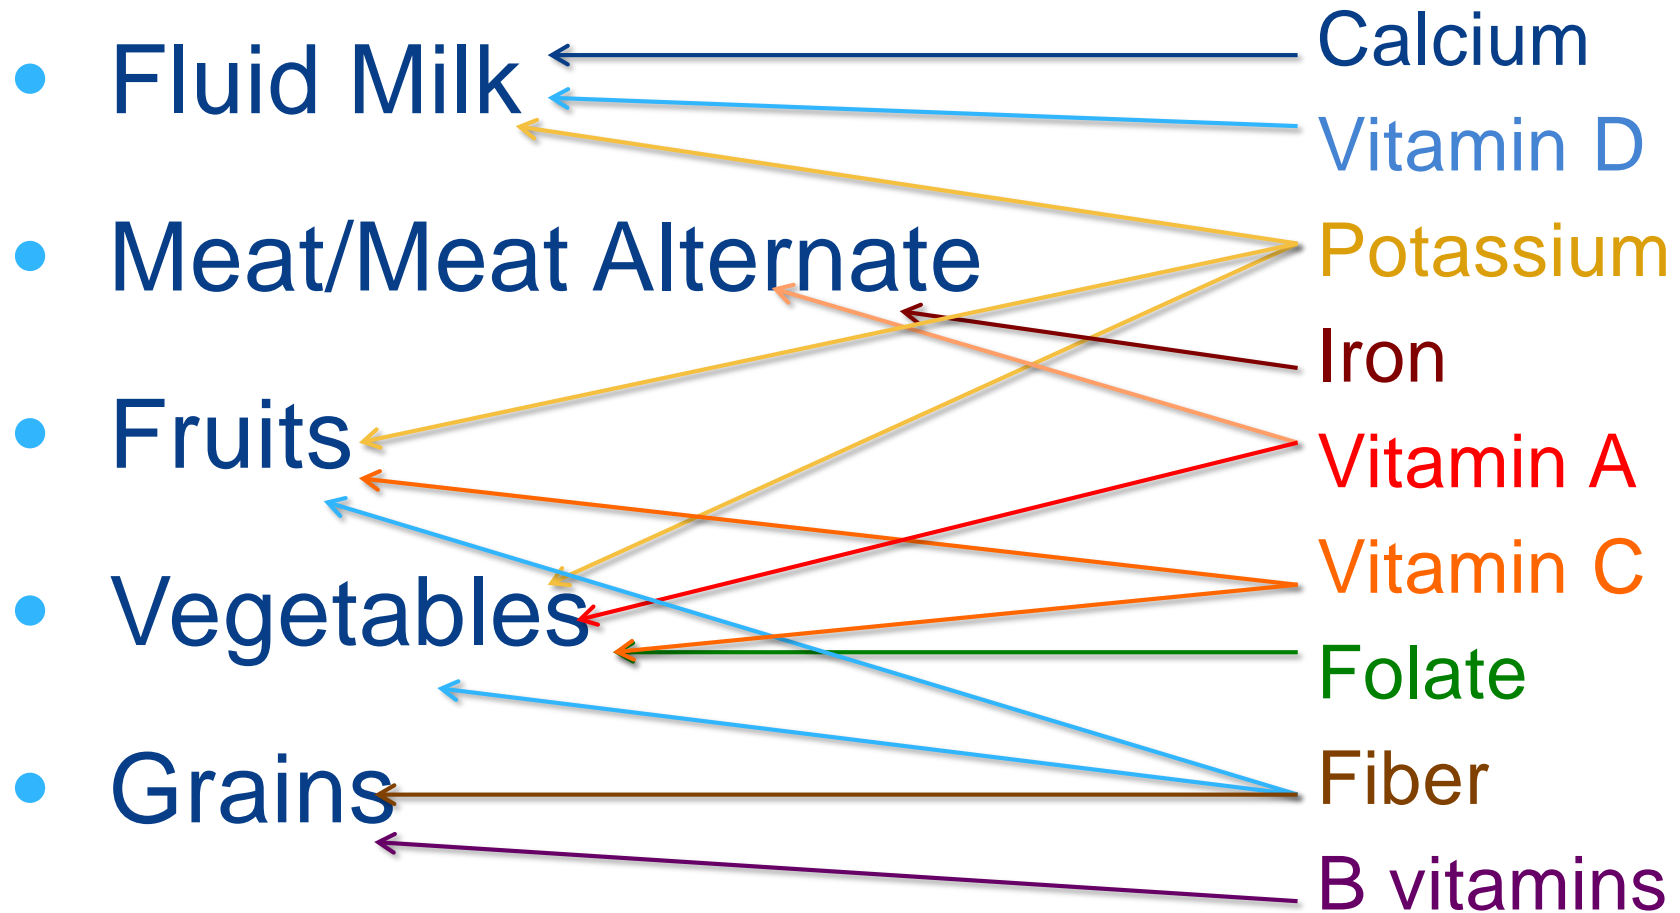 • Fluid Milk
• Meat/Meat Alternate
• Fruits
• Vegetables
• Grains
Calcium
Vitamin D
Potassium
Iron
Vitamin A
Vitamin C
Folate
Fiber
B vitamins